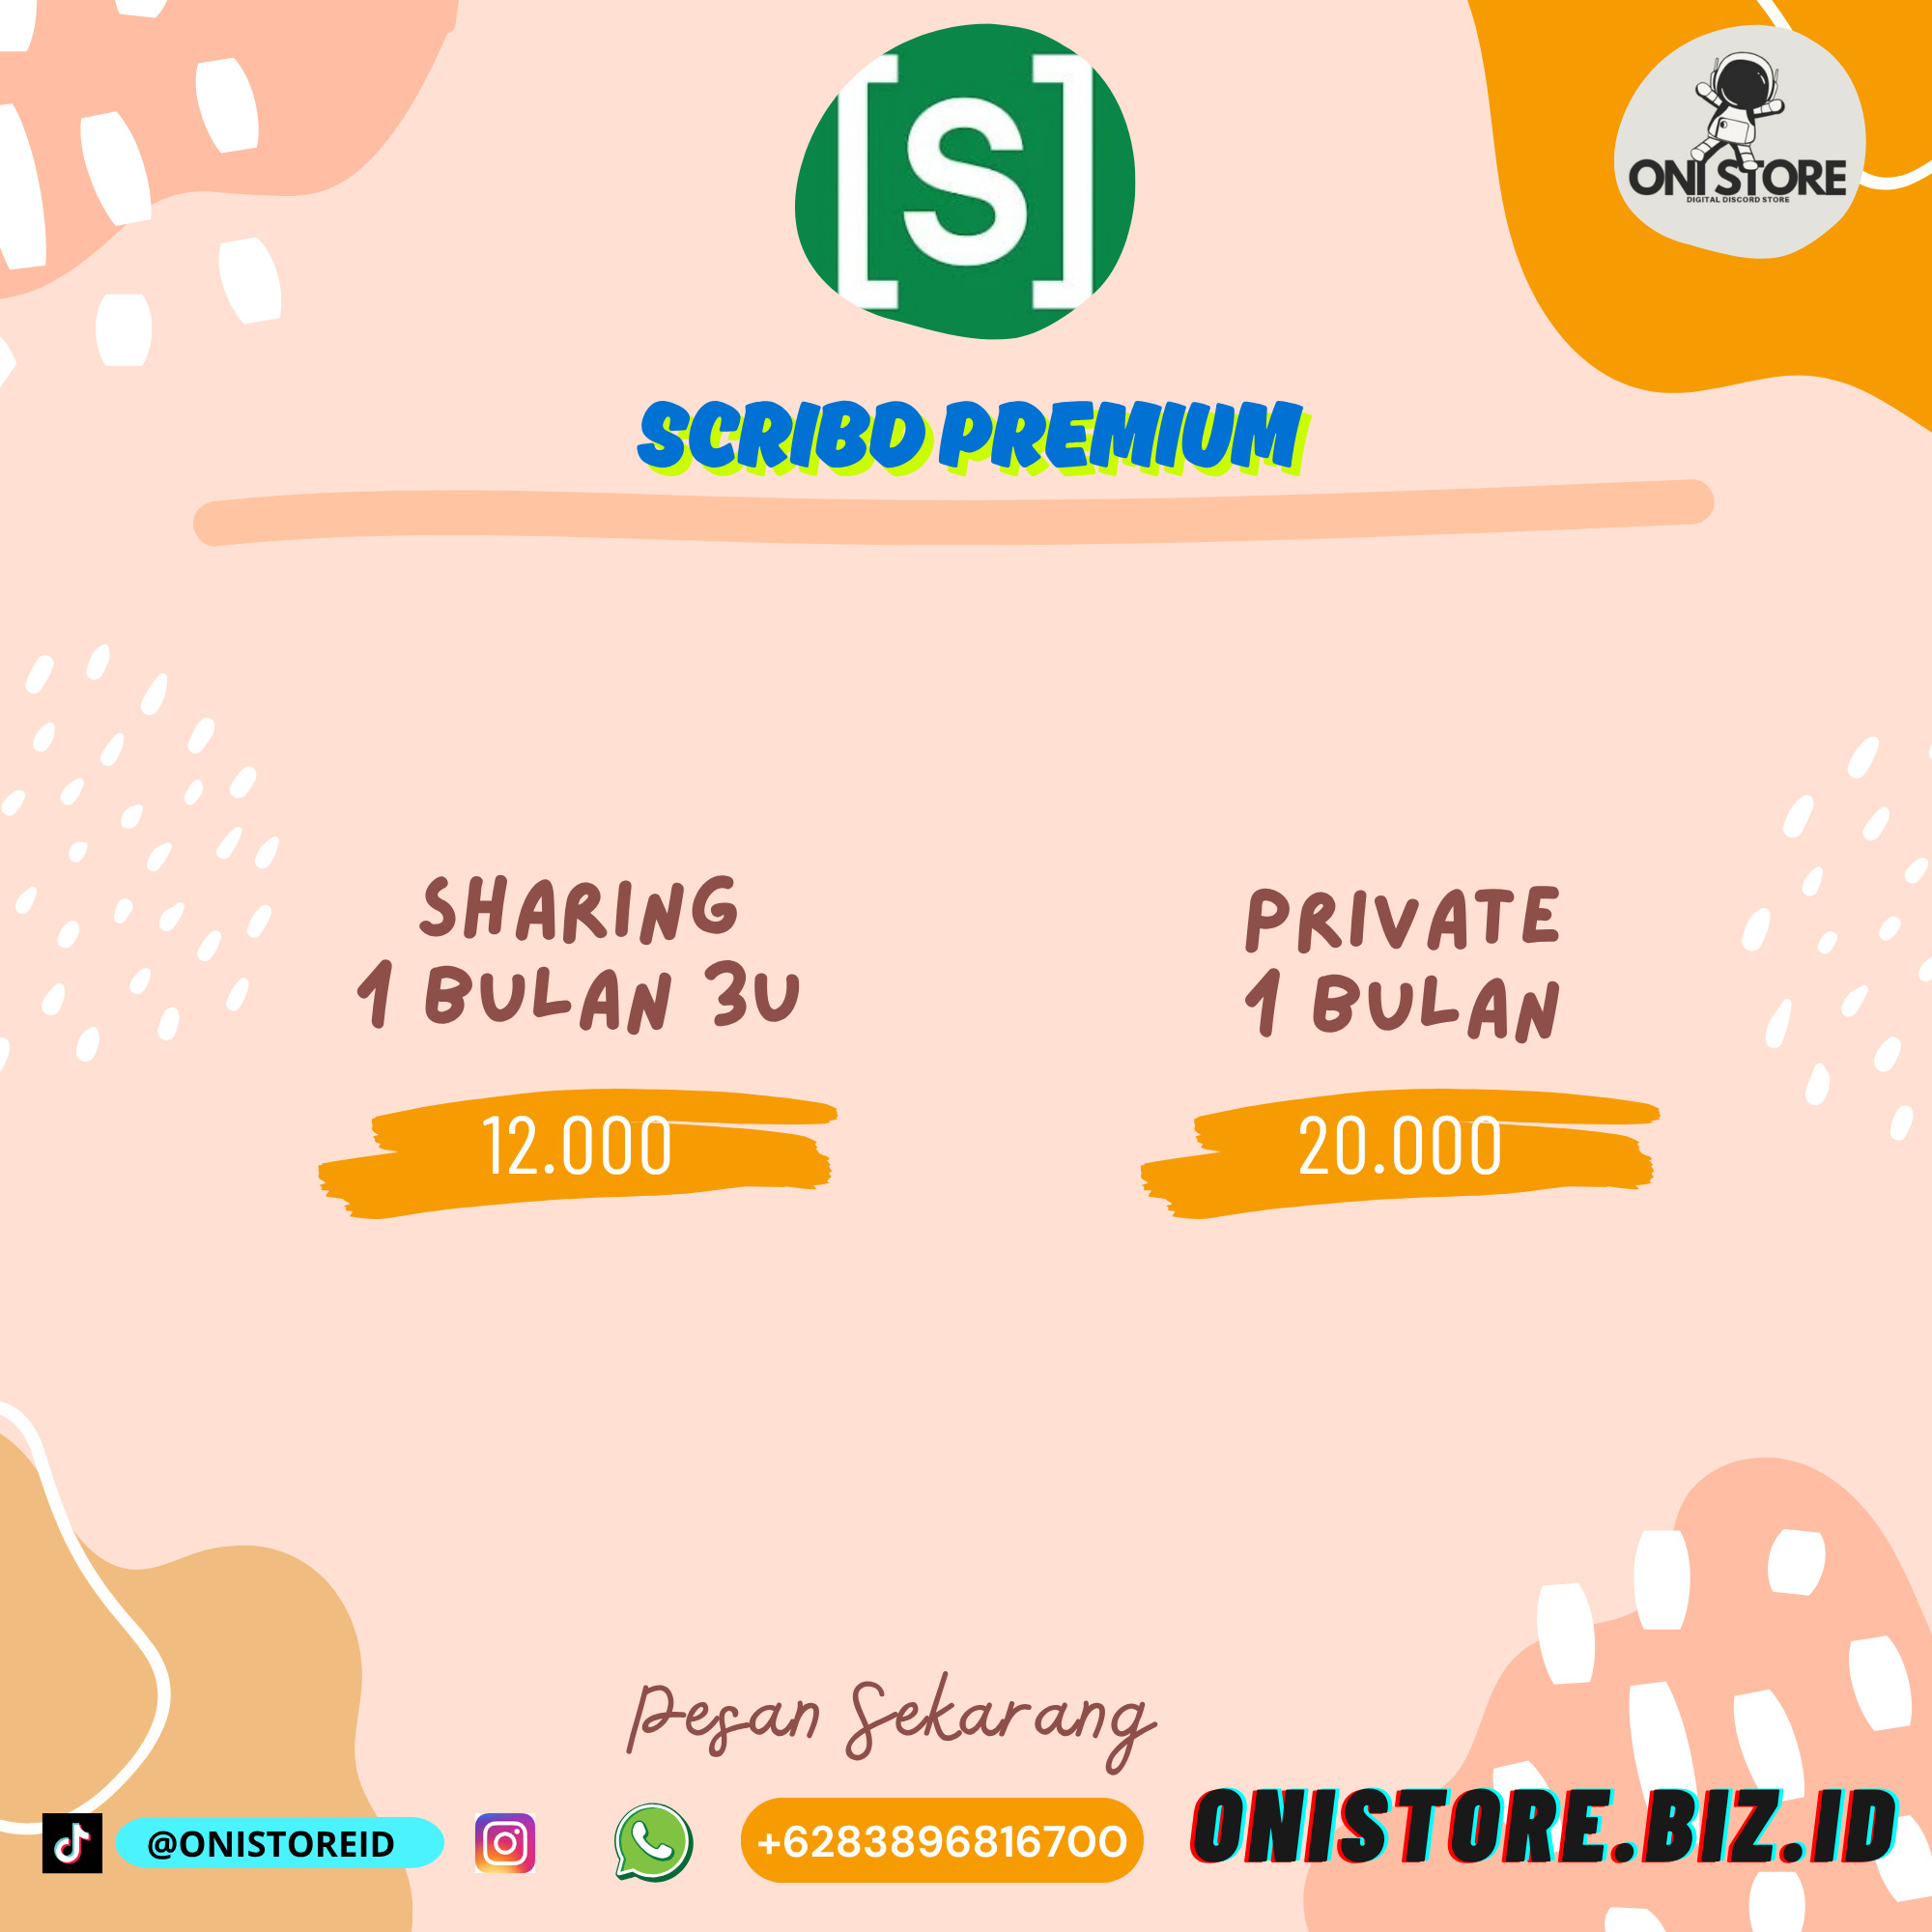 [S]
ONI STORE
DIGITAL DISCORD STORE
SCRIBD PREMIUM
SHARING
1 BULAN 3U
12.000
PRIVATE
1 BULAN
20.000
Pesan Sekarang
@ONISTOREID
+6283896816700
ONISTORE.BIZ.ID